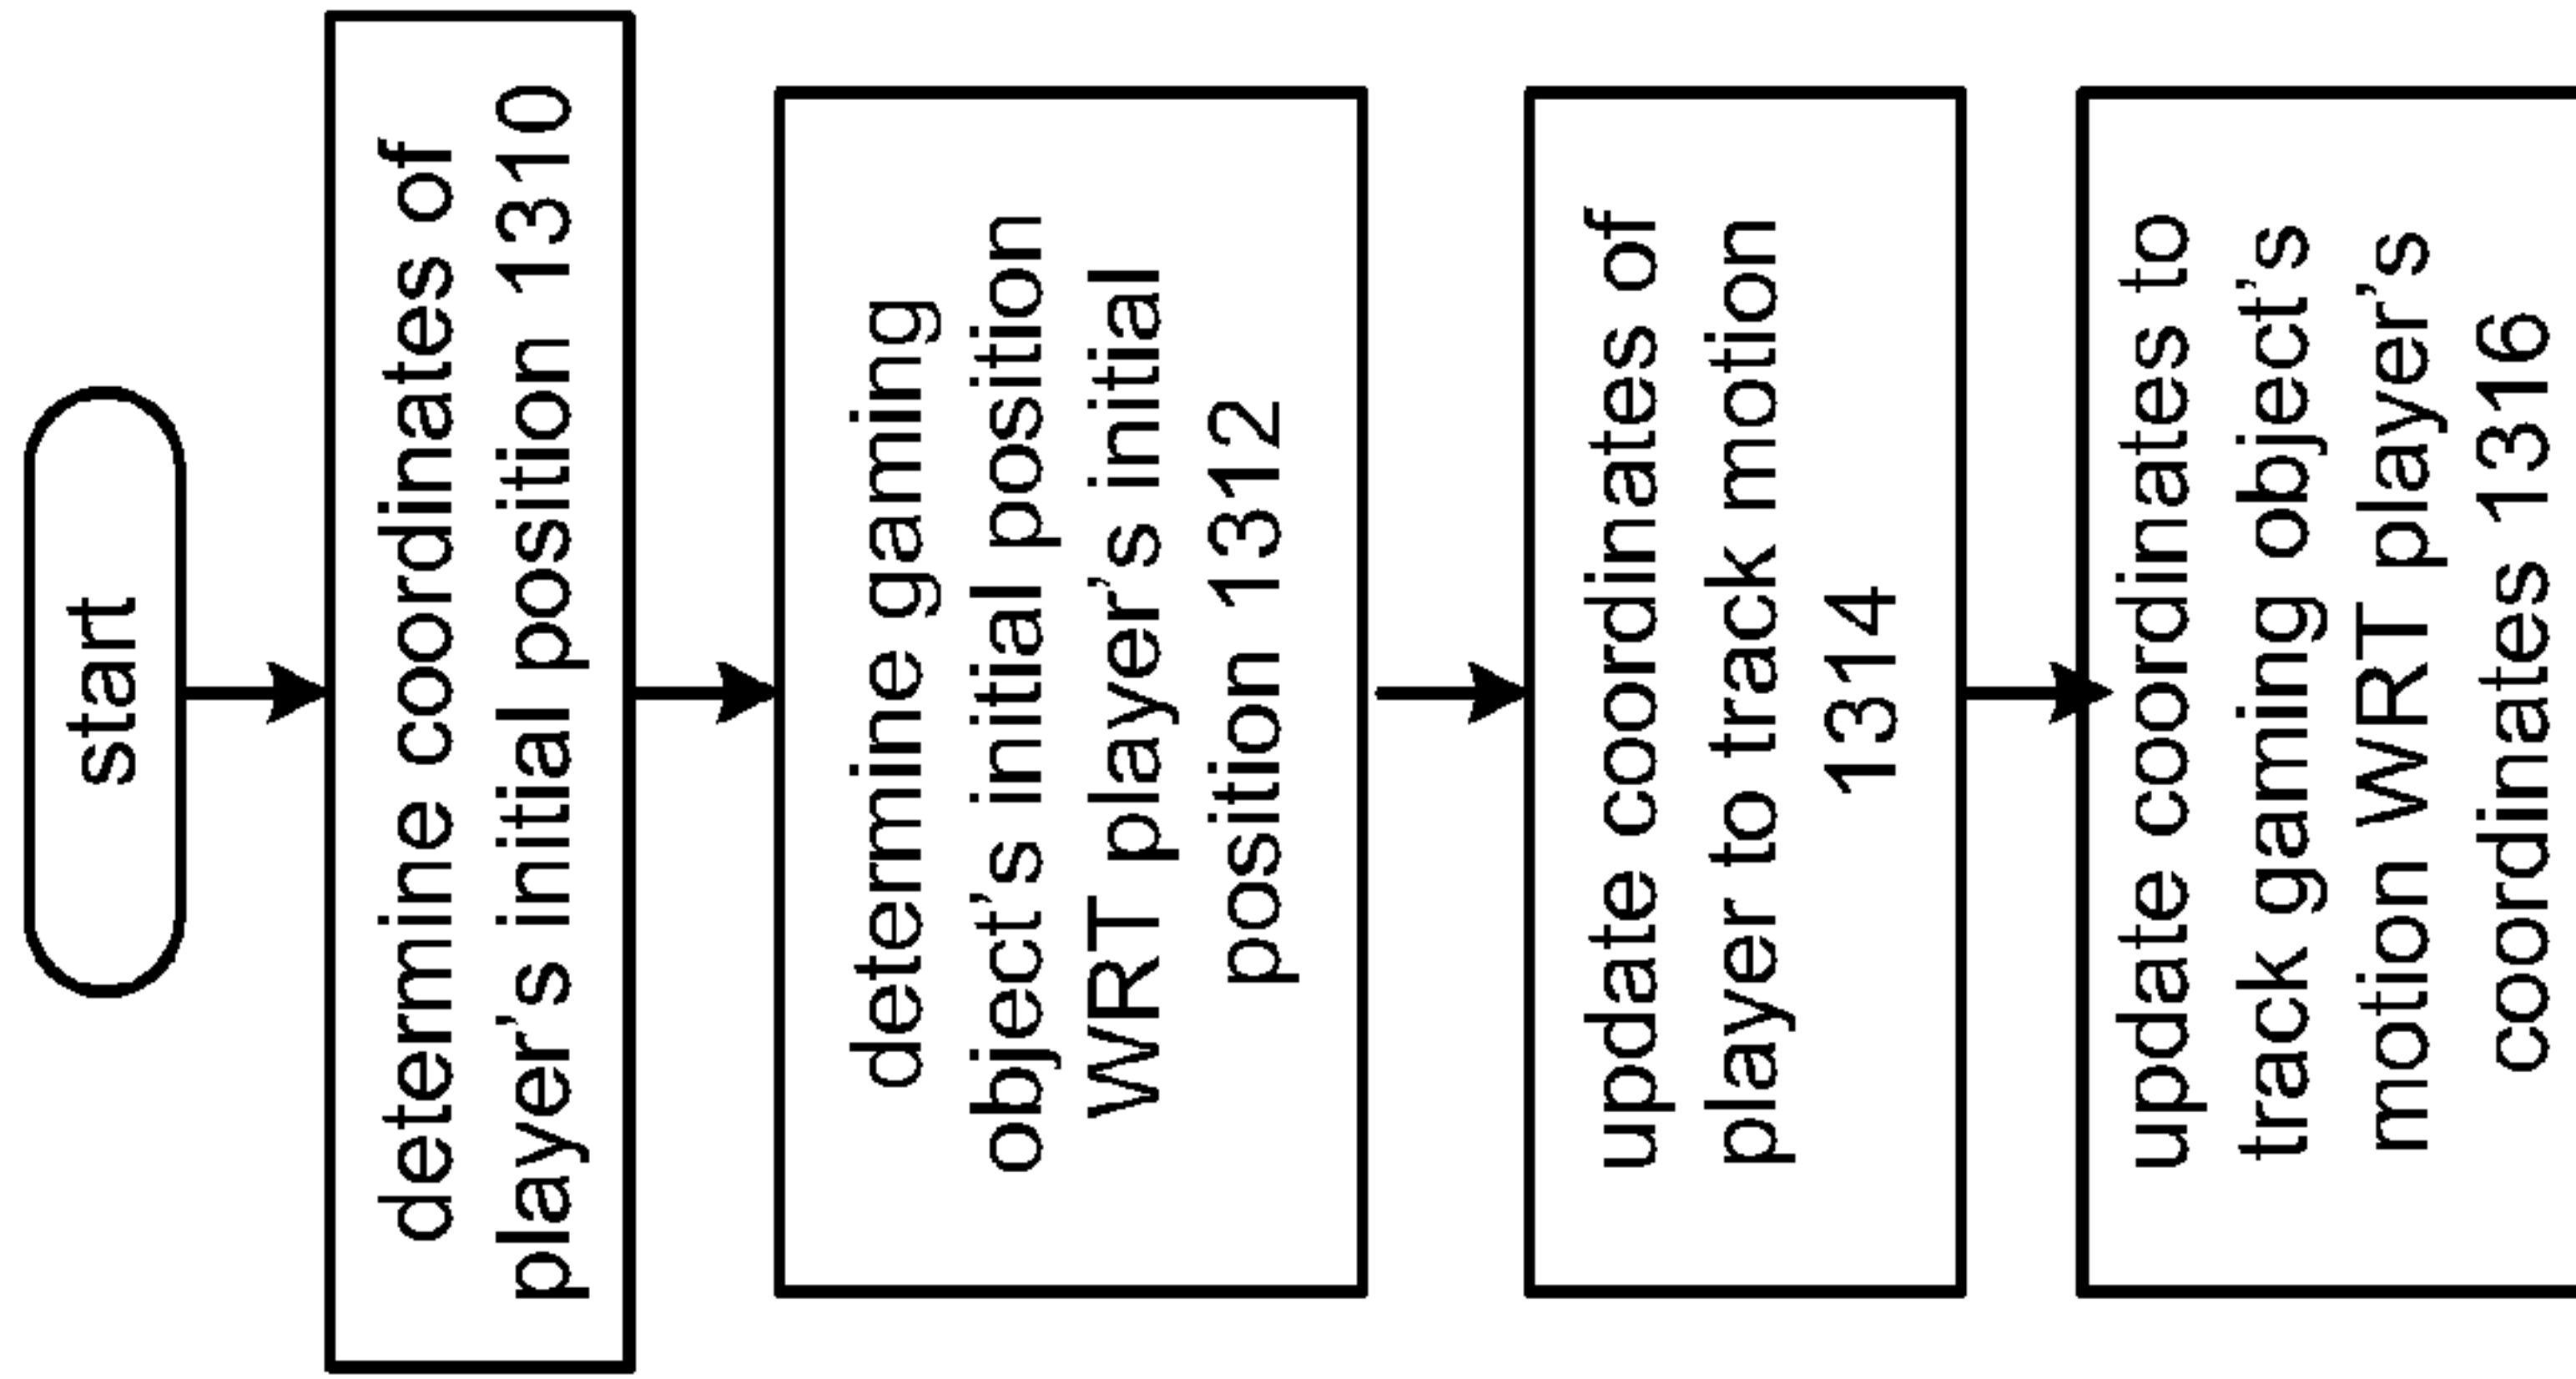 start
determine coordinates of
player's initial position 1310
determine gaming
object's initial position
WRT player's initial
position 1312
update coordinates of
player to track motion
1314
update coordinates to
track gaming object's
motion WRT player's
coordinates 1316